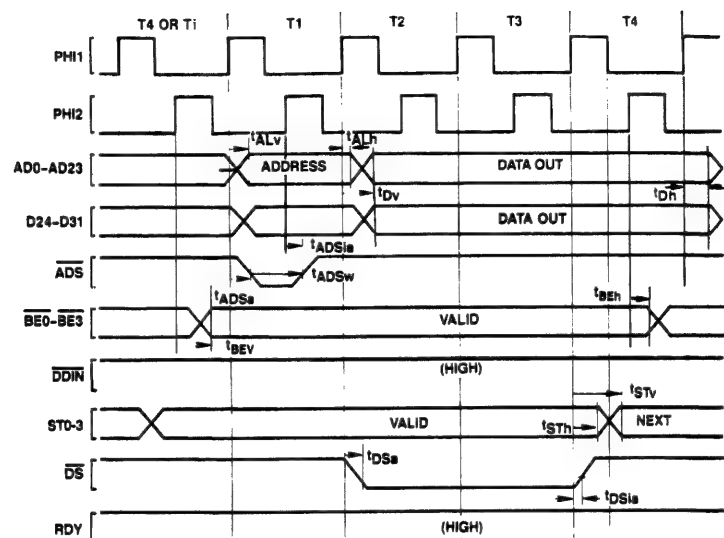 T4 OR Ti T1 T2 T3 T4
PHI1
PHI2
tALv tALh
AD0-AD23 ADDRESS DATA OUT
tDv tDh
D24-D31 DATA OUT
tADSia
ADS
tADSw
tADSa tBEh
BE0-BE3 VALID
tBEV
DDIN (HIGH)
tSTv
ST0-3 VALID tSTh NEXT
tDSa
DS
tDSia
RDY (HIGH)